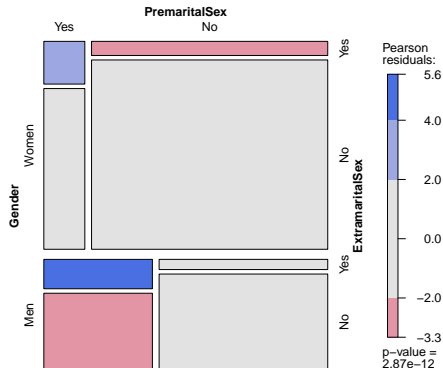 PremaritalSex
Yes No
Gender
Women
Men
Yes
No
Yes
No
ExtramaritalSex
Pearson
residuals:
5.6
4.0
2.0
0.0
−2.0
−3.3
p−value =
2.87e−12